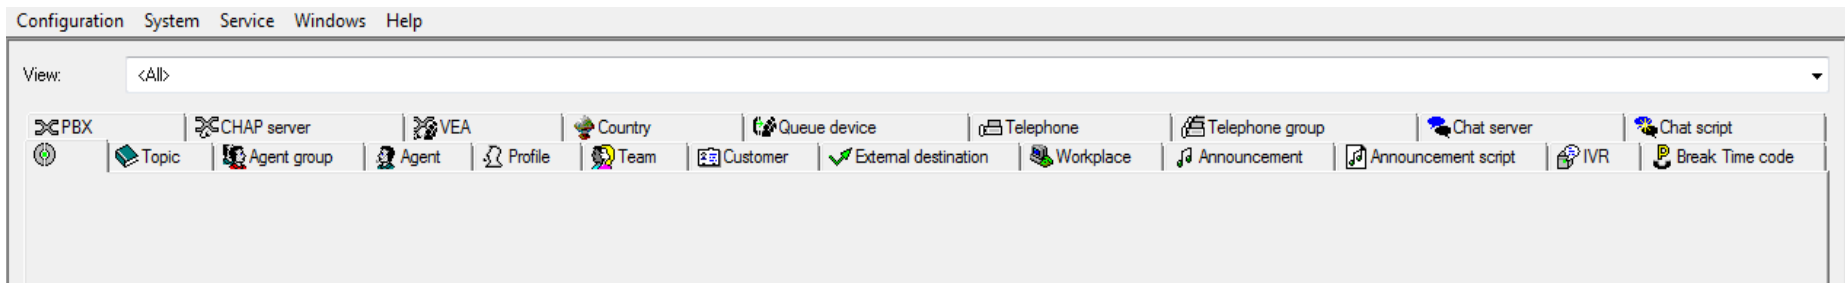 Configuration System Service Windows Help
View: <All>
PBX CHAP server VEA Country Queue device Telephone Telephone group Chat server Chat script
Topic Agent group Agent Profile Team Customer External destination Workplace Announcement Announcement script IVR Break Time code